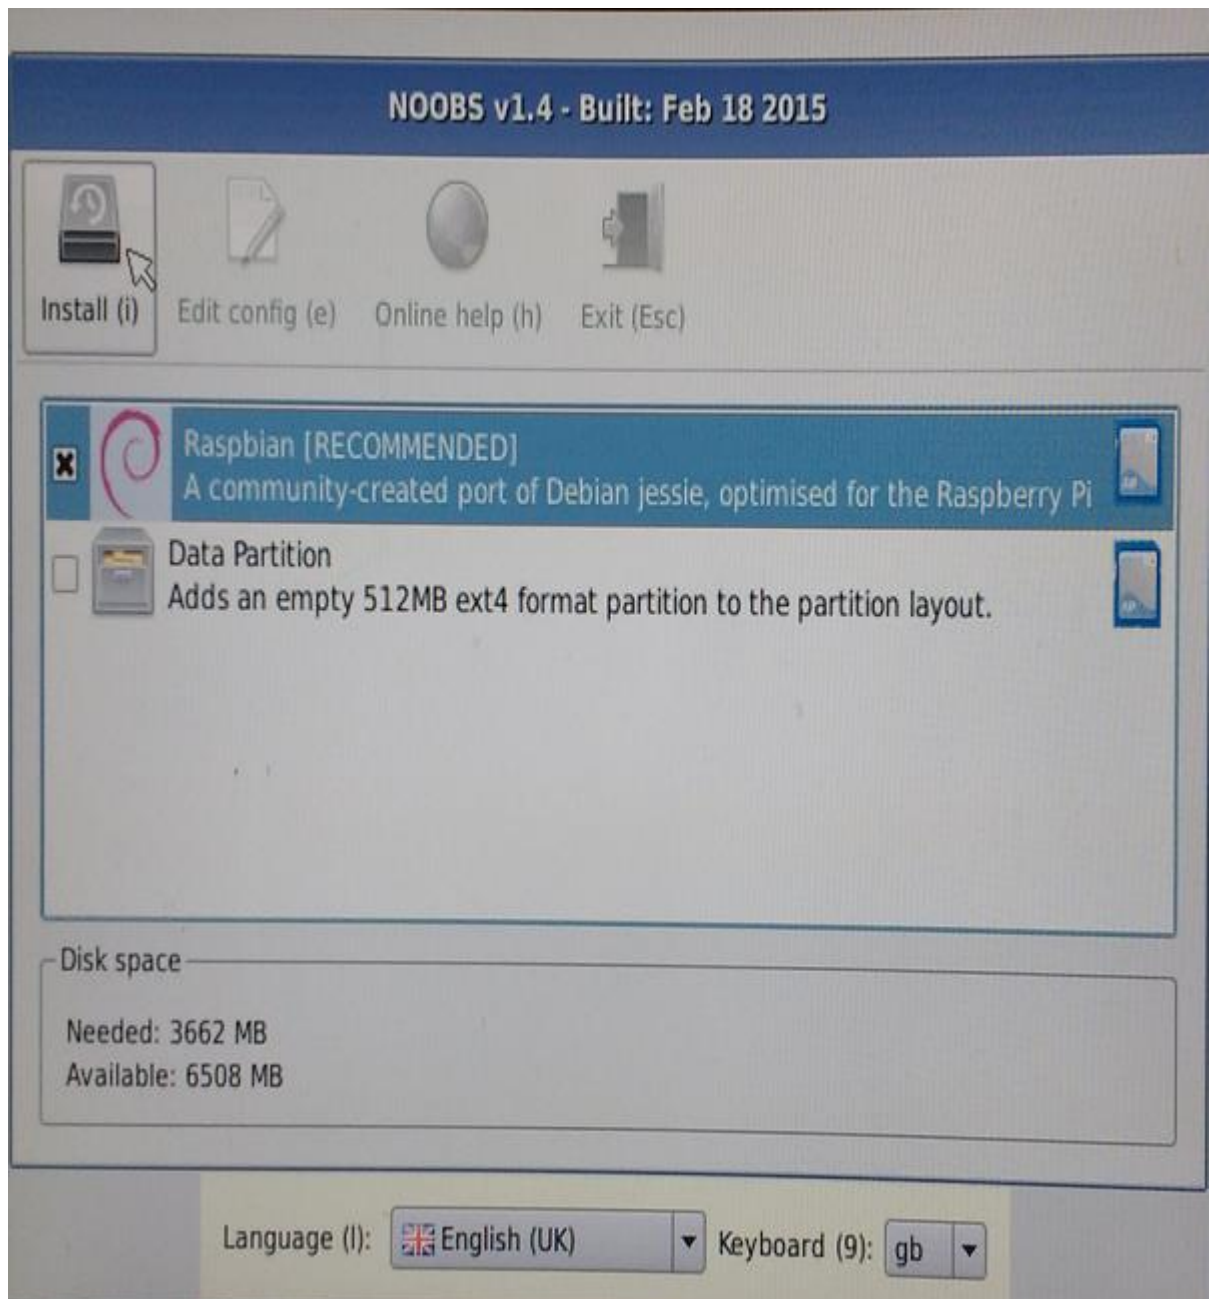 NOOBS v1.4 - Built: Feb 18 2015
Install (i) Edit config (e) Online help (h) Exit (Esc)
Raspbian [RECOMMENDED]
A community-created port of Debian jessie, optimised for the Raspberry Pi
Data Partition
Adds an empty 512MB ext4 format partition to the partition layout.
Disk space
Needed: 3662 MB
Available: 6508 MB
Language (l): English (UK) Keyboard (9): gb